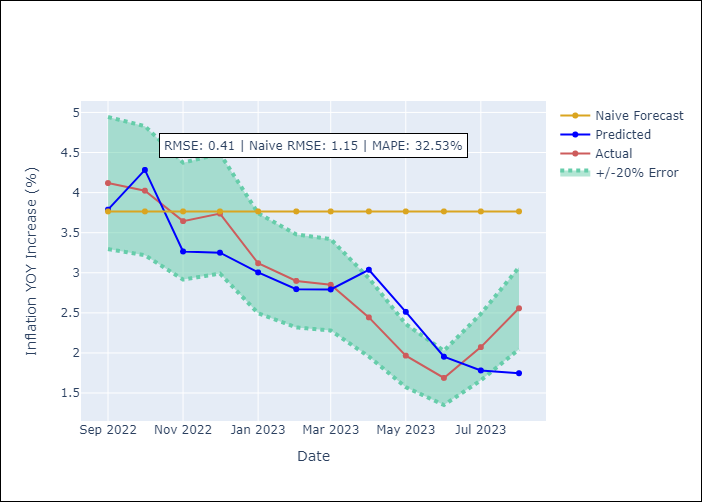 RMSE: 0.41 | Naive RMSE: 1.15 | MAPE: 32.53%
Naive Forecast
Predicted
Actual
+/-20% Error
Inflation YOY Increase (%)
5
4.5
4
3.5
3
2.5
2
1.5
Sep 2022 Nov 2022 Jan 2023 Mar 2023 May 2023 Jul 2023
Date